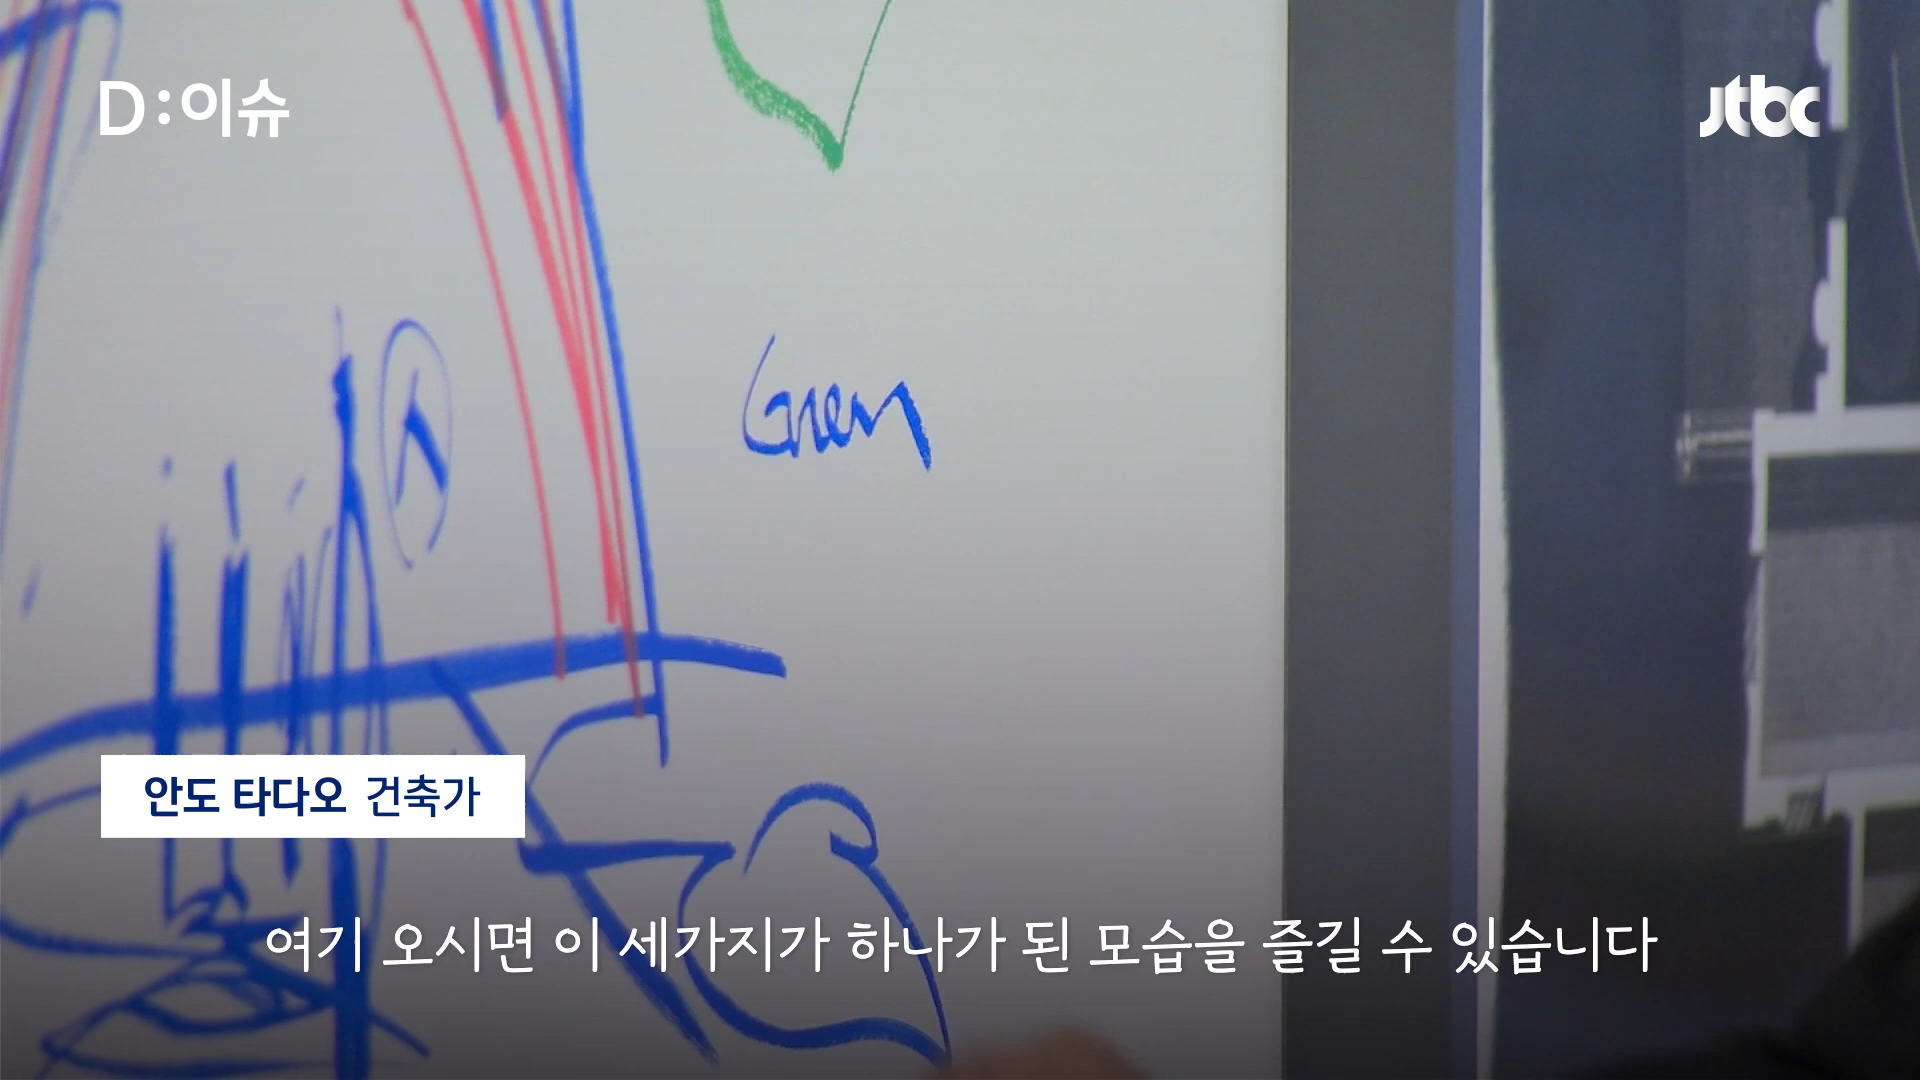 D:이슈
jtbc
안도 타다오 건축가
여기 오시면 이 세가지가 하나가 된 모습을 즐길 수 있습니다